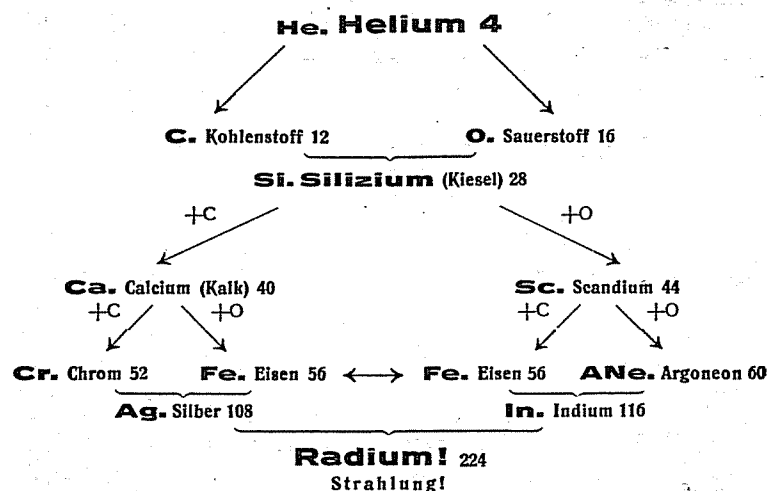 He. Helium 4
C. Kohlenstoff 12 O. Sauerstoff 16
Si. Silizium (Kiesel) 28
+C +O
Ca. Calcium (Kalk) 40 Sc. Scandium 44
+C +O +C +O
Cr. Chrom 52 Fe. Eisen 56 Fe. Eisen 56 ANe. Argoneon 60
Ag. Silber 108 In. Indium 116
Radium! 224
Strahlung!